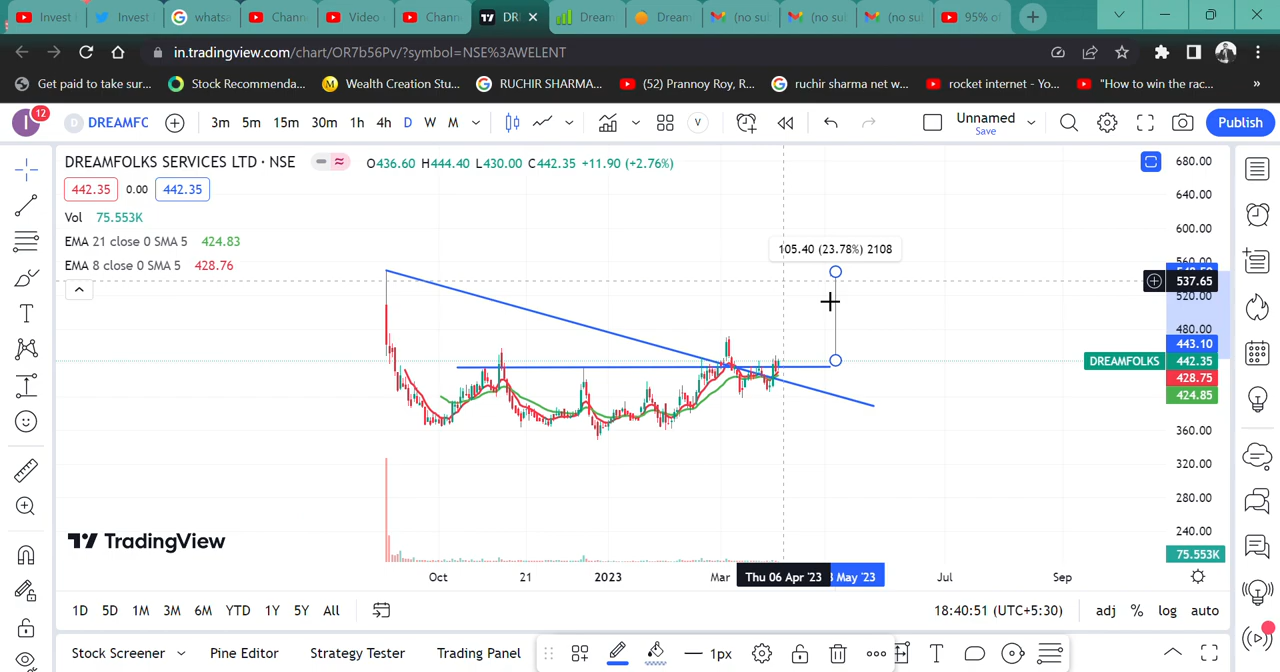 Invest
Invest
whatsa
Chann
Video
Chann
DRI
Dream
Dream
(no sul
(no sul
(no sul
95% of
in.tradingview.com/chart/OR7b56Pv/?symbol=NSE%3AWELENT
Get paid to take sur...
Stock Recommenda...
Wealth Creation Stu...
RUCHIR SHARMA...
(52) Prannoy Roy, R...
ruchir sharma net w...
rocket internet - Yo...
"How to win the rac...
»
I
12
D
DREAMFC
3m
5m
15m
30m
1h
4h
D
W
M
V
Unnamed
Save
Publish
DREAMFOLKS SERVICES LTD · NSE
O436.60 H444.40 L430.00 C442.35 +11.90 (+2.76%)
442.35
0.00
442.35
Vol 75.553K
EMA 21 close 0 SMA 5 424.83
EMA 8 close 0 SMA 5 428.76
105.40 (23.78%) 2108
680.00
640.00
600.00
537.65
520.00
480.00
443.10
DREAMFOLKS
442.35
428.75
424.85
360.00
320.00
280.00
240.00
75.553K
TradingView
Oct
21
2023
Mar
Thu 06 Apr '23
May '23
Jul
Sep
1D
5D
1M
3M
6M
YTD
1Y
5Y
All
18:40:51 (UTC+5:30)
adj
%
log
auto
Stock Screener
Pine Editor
Strategy Tester
Trading Panel
1px